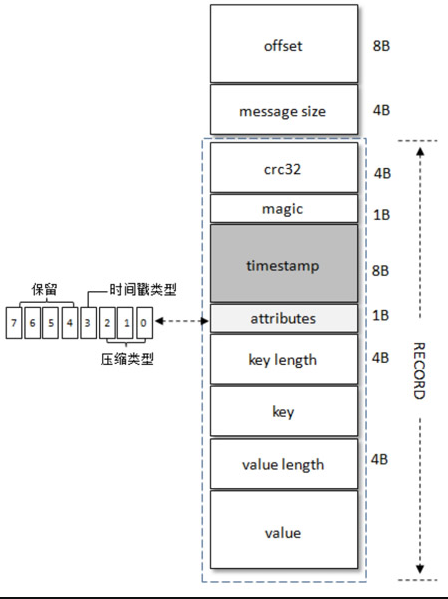 offset 8B
message size 4B
crc32 4B
magic 1B
timestamp 8B
保留 时间戳类型
7 6 5 4 3 2 1 0
压缩类型
attributes 1B
key length 4B
key
value length 4B
value
RECORD